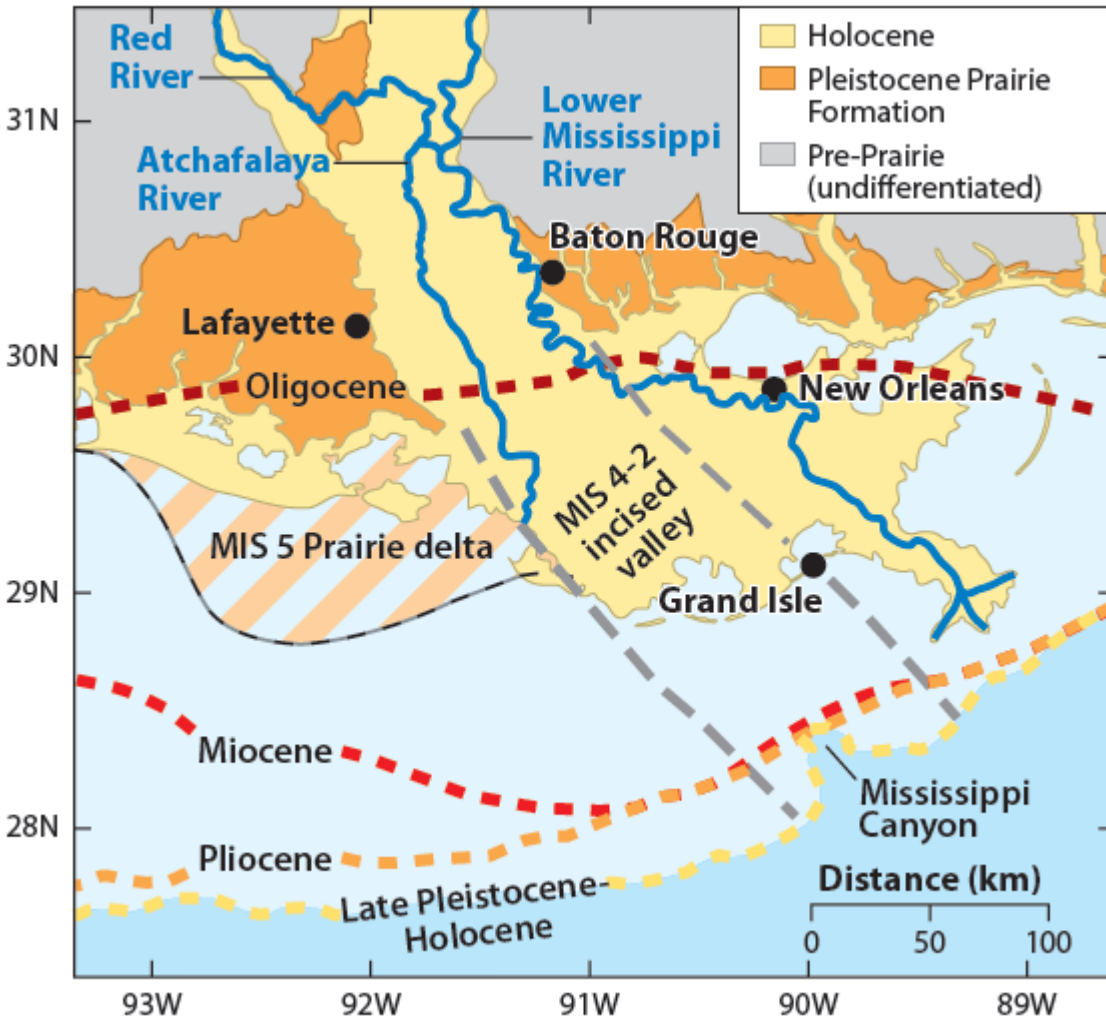 Red
River
Atchafalaya
River
Lower
Mississippi
River
Holocene
Pleistocene Prairie
Formation
Pre-Prairie
(undifferentiated)
31N
30N
29N
28N
Baton Rouge
Lafayette
Oligocene
New Orleans
MIS 4–2
incised
valley
MIS 5 Prairie delta
Grand Isle
Miocene
Pliocene
Late Pleistocene-
Holocene
Mississippi
Canyon
Distance (km)
0 50 100
93W 92W 91W 90W 89W